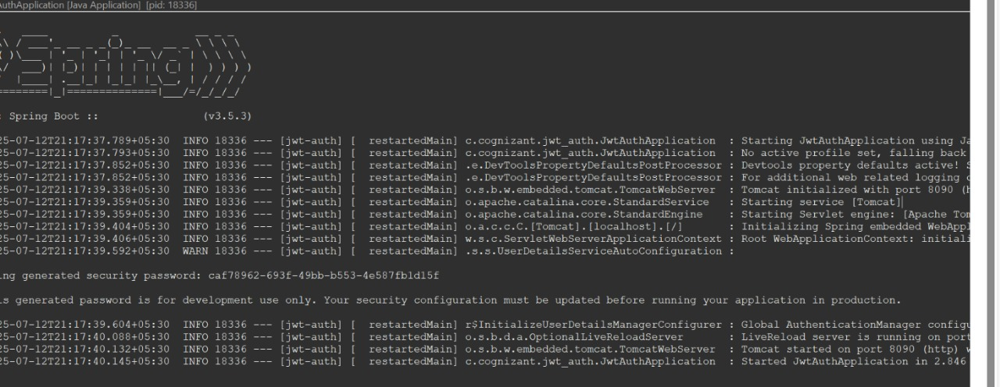 AuthApplication [Java Application] [pid: 18336]
Spring
: Spring Boot :: (v3.5.3)
25-07-12T21:17:37.789+05:30 INFO 18336 --- [jwt-auth] [ restartedMain] c.cognizant.jwt_auth.JwtAuthApplication : Starting JwtAuthApplication using Ja
25-07-12T21:17:37.793+05:30 INFO 18336 --- [jwt-auth] [ restartedMain] c.cognizant.jwt_auth.JwtAuthApplication : No active profile set, falling back
25-07-12T21:17:37.852+05:30 INFO 18336 --- [jwt-auth] [ restartedMain] .e.DevToolsPropertyDefaultsPostProcessor : Devtools property defaults active! S
25-07-12T21:17:37.852+05:30 INFO 18336 --- [jwt-auth] [ restartedMain] .e.DevToolsPropertyDefaultsPostProcessor : For additional web related logging c
25-07-12T21:17:39.338+05:30 INFO 18336 --- [jwt-auth] [ restartedMain] o.s.b.w.embedded.tomcat.TomcatWebServer : Tomcat initialized with port 8090 (h
25-07-12T21:17:39.359+05:30 INFO 18336 --- [jwt-auth] [ restartedMain] o.apache.catalina.core.StandardService : Starting service [Tomcat]
25-07-12T21:17:39.359+05:30 INFO 18336 --- [jwt-auth] [ restartedMain] o.apache.catalina.core.StandardEngine : Starting Servlet engine: [Apache Tom
25-07-12T21:17:39.404+05:30 INFO 18336 --- [jwt-auth] [ restartedMain] o.a.c.c.C.[Tomcat].[localhost].[/] : Initializing Spring embedded WebAppl
25-07-12T21:17:39.406+05:30 INFO 18336 --- [jwt-auth] [ restartedMain] w.s.c.ServletWebServerApplicationContext : Root WebApplicationContext: initiali
25-07-12T21:17:39.592+05:30 WARN 18336 --- [jwt-auth] [ restartedMain] .s.s.UserDetailsServiceAutoConfiguration :
ing generated security password: caf78962-693f-49bb-b553-4e587fb1d15f
is generated password is for development use only. Your security configuration must be updated before running your application in production.
25-07-12T21:17:39.604+05:30 INFO 18336 --- [jwt-auth] [ restartedMain] r$InitializeUserDetailsManagerConfigurer : Global AuthenticationManager configu
25-07-12T21:17:40.088+05:30 INFO 18336 --- [jwt-auth] [ restartedMain] o.s.b.d.a.OptionalLiveReloadServer : LiveReload server is running on port
25-07-12T21:17:40.132+05:30 INFO 18336 --- [jwt-auth] [ restartedMain] o.s.b.w.embedded.tomcat.TomcatWebServer : Tomcat started on port 8090 (http) w
25-07-12T21:17:40.145+05:30 INFO 18336 --- [jwt-auth] [ restartedMain] c.cognizant.jwt_auth.JwtAuthApplication : Started JwtAuthApplication in 2.846